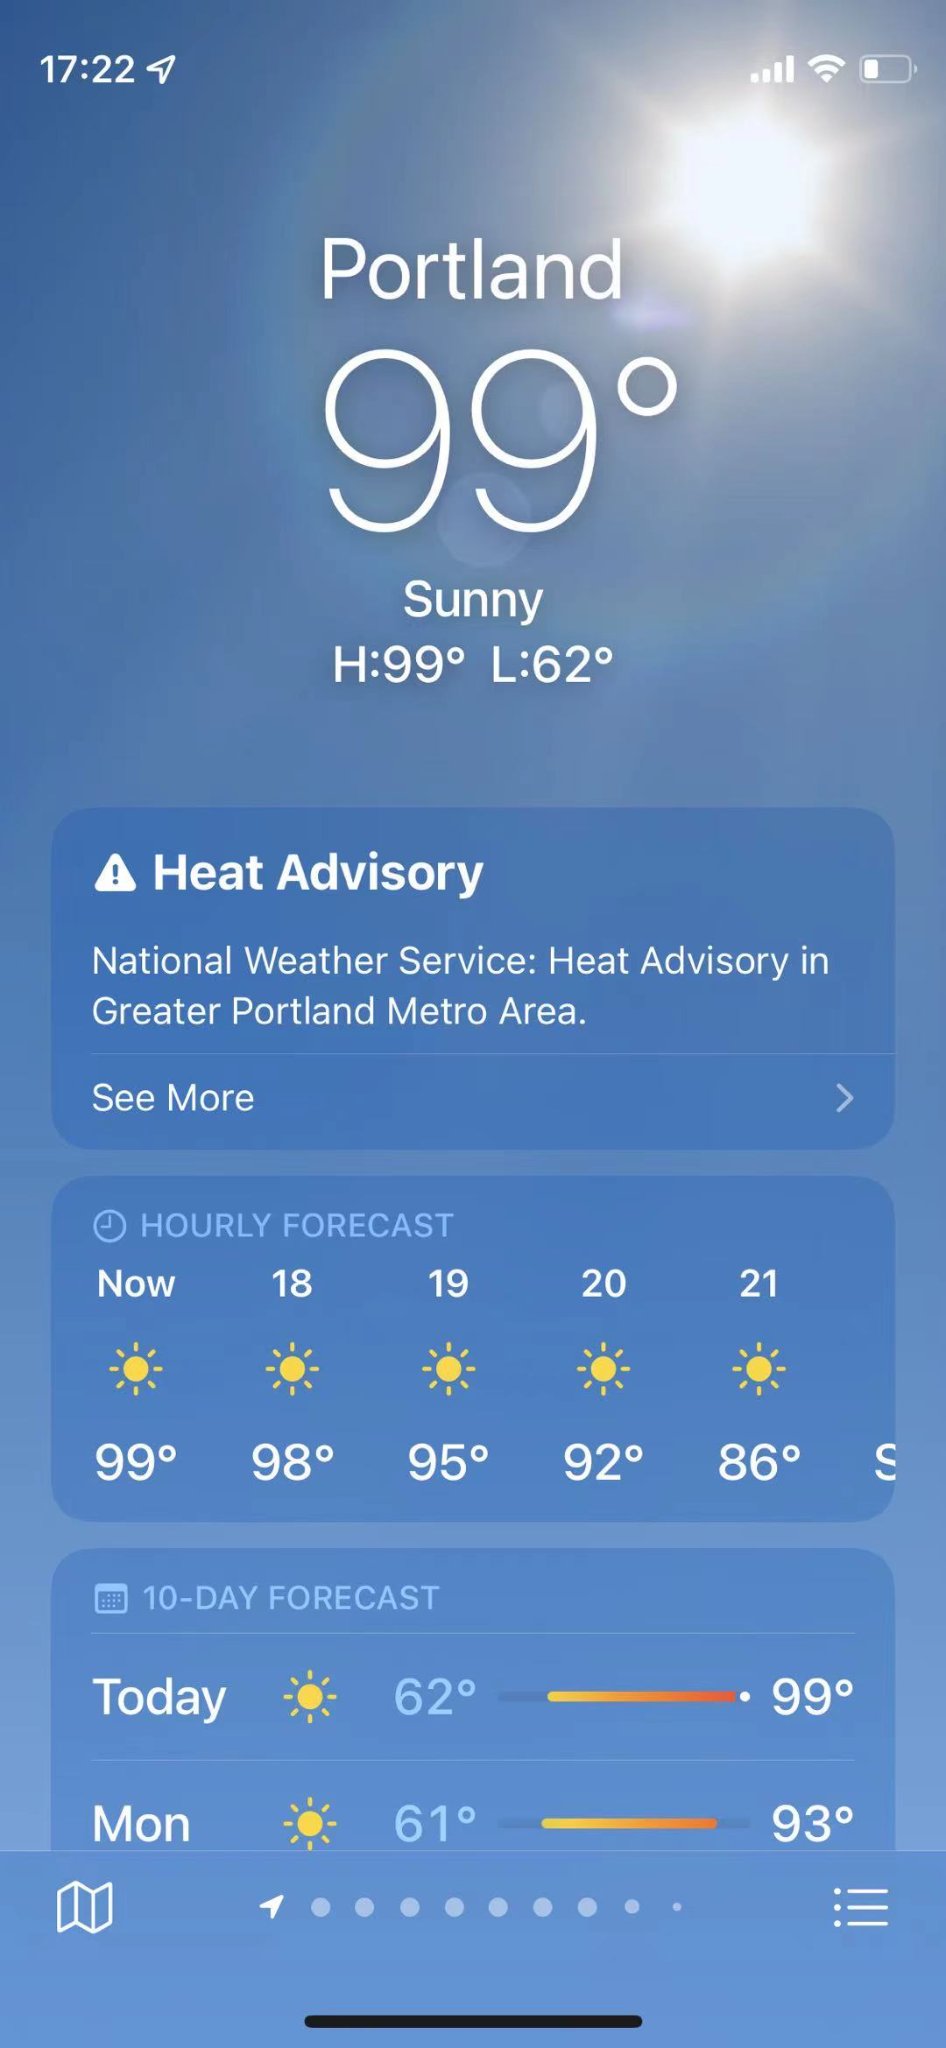 17:22
Portland
99°
Sunny
H:99° L:62°
Heat Advisory
National Weather Service: Heat Advisory in
Greater Portland Metro Area.
See More
HOURLY FORECAST
Now 18 19 20 21
99° 98° 95° 92° 86° S
10-DAY FORECAST
Today 62° 99°
Mon 61° 93°